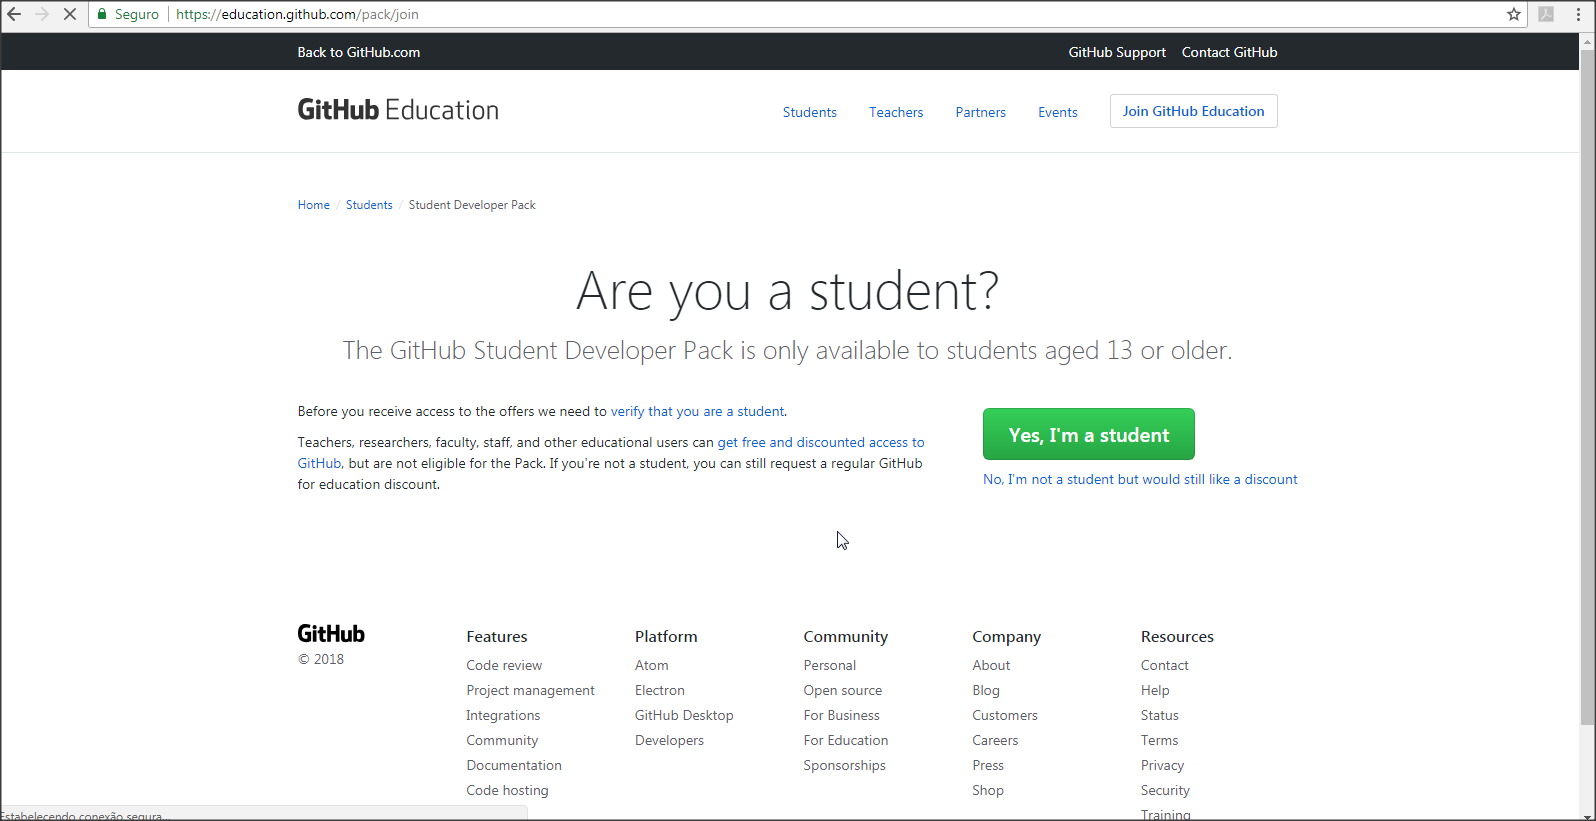 Seguro https://education.github.com/pack/join
Back to GitHub.com GitHub Support Contact GitHub
GitHub Education Students Teachers Partners Events Join GitHub Education
Home / Students / Student Developer Pack
Are you a student?
The GitHub Student Developer Pack is only available to students aged 13 or older.
Before you receive access to the offers we need to verify that you are a student.
Teachers, researchers, faculty, staff, and other educational users can get free and discounted access to
GitHub, but are not eligible for the Pack. If you're not a student, you can still request a regular GitHub
for education discount.
Yes, I'm a student
No, I'm not a student but would still like a discount
GitHub
© 2018
Features
Code review
Project management
Integrations
Community
Documentation
Code hosting
Platform
Atom
Electron
GitHub Desktop
Developers
Community
Personal
Open source
For Business
For Education
Sponsorships
Company
About
Blog
Customers
Careers
Press
Shop
Resources
Contact
Help
Status
Terms
Privacy
Security
Training
Estabelecendo conexão segura...